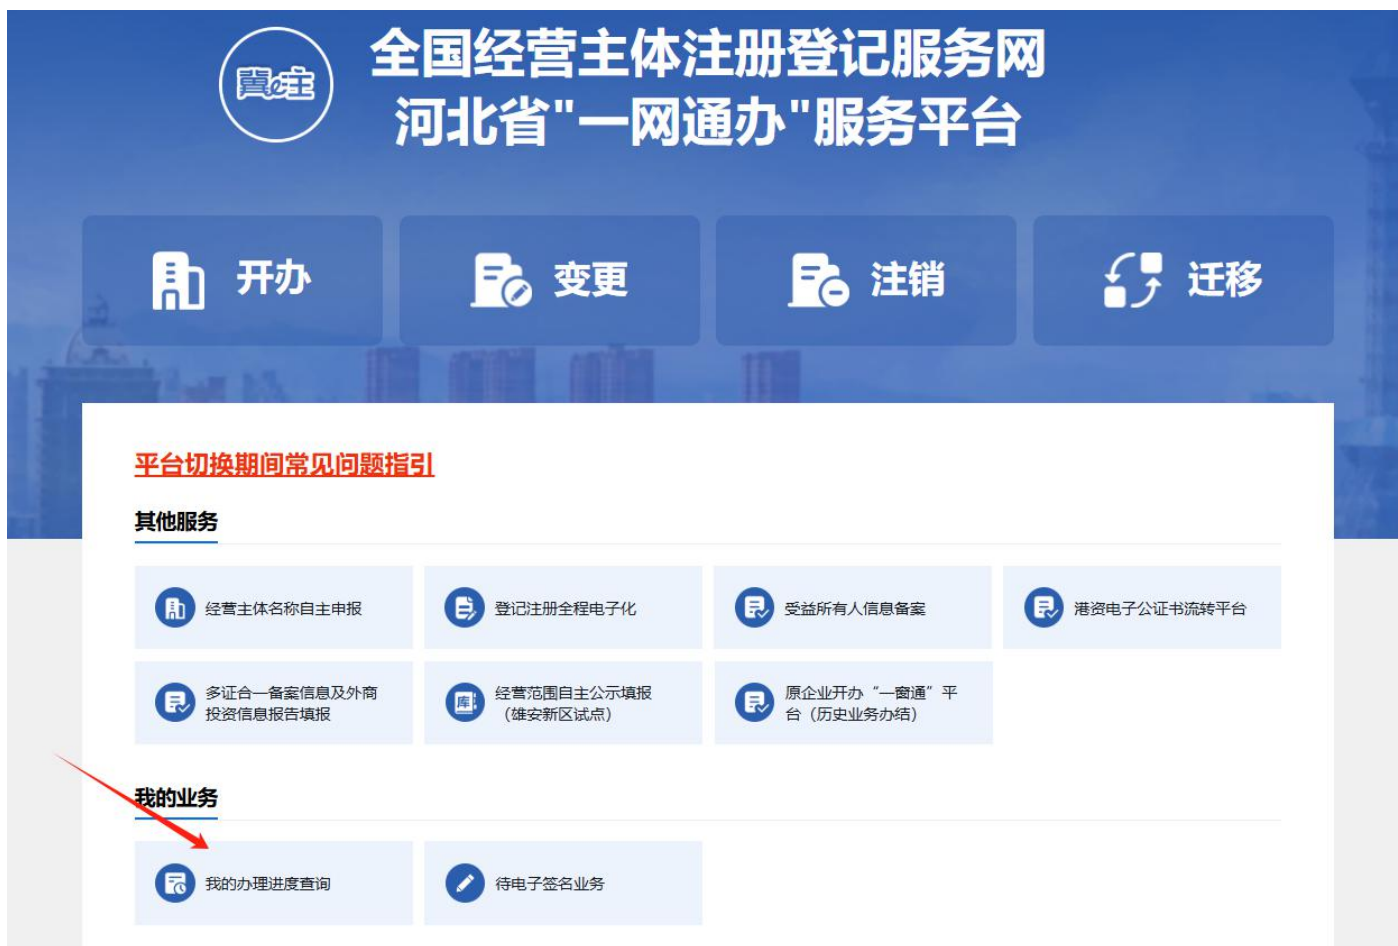 冀e主
全国经营主体注册登记服务网
河北省"一网通办"服务平台
开办
变更
注销
迁移
平台切换期间常见问题指引
其他服务
经营主体名称自主申报
登记注册全程电子化
受益所有人信息备案
港资电子公证书流转平台
多证合一备案信息及外商
投资信息报告填报
库
经营范围自主公示填报
（雄安新区试点）
原企业开办“一窗通”平
台（历史业务办结）
我的业务
我的办理进度查询
待电子签名业务